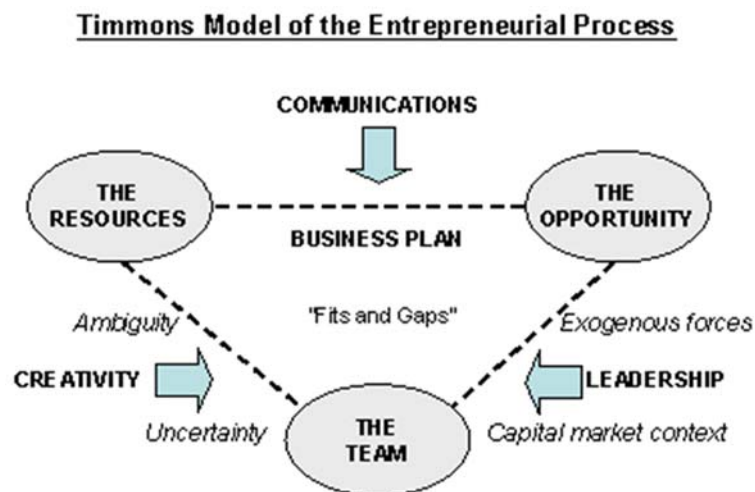 Timmons Model of the Entrepreneurial Process
COMMUNICATIONS
THE
RESOURCES
THE
OPPORTUNITY
BUSINESS PLAN
Ambiguity
"Fits and Gaps"
Exogenous forces
CREATIVITY
LEADERSHIP
Uncertainty
THE
TEAM
Capital market context